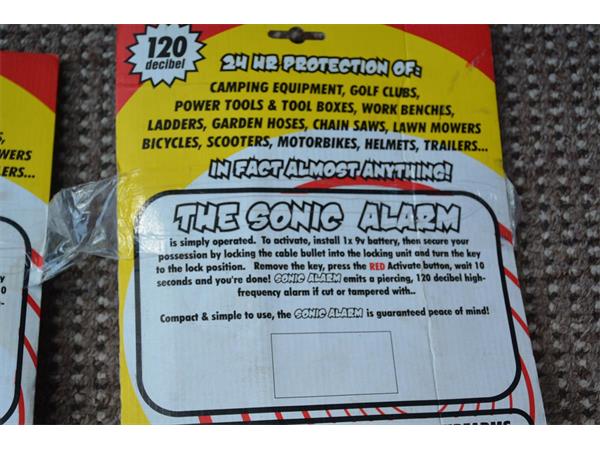 120
decibel
24 HR PROTECTION OF:
CAMPING EQUIPMENT, GOLF CLUBS,
POWER TOOLS & TOOL BOXES, WORK BENCHES,
LADDERS, GARDEN HOSES, CHAIN SAWS, LAWN MOWERS
BICYCLES, SCOOTERS, MOTORBIKES, HELMETS, TRAILERS...
IN FACT ALMOST ANYTHING!
THE SONIC ALARM
is simply operated. To activate, install 1x 9v battery, then secure your
possession by locking the cable bullet into the locking unit and turn the key
to the lock position. Remove the key, press the RED Activate button, wait 10
seconds and you're done! SONIC ALARM emits a piercing, 120 decibel high-
frequency alarm if cut or tampered with..
Compact & simple to use, the SONIC ALARM is guaranteed peace of mind!